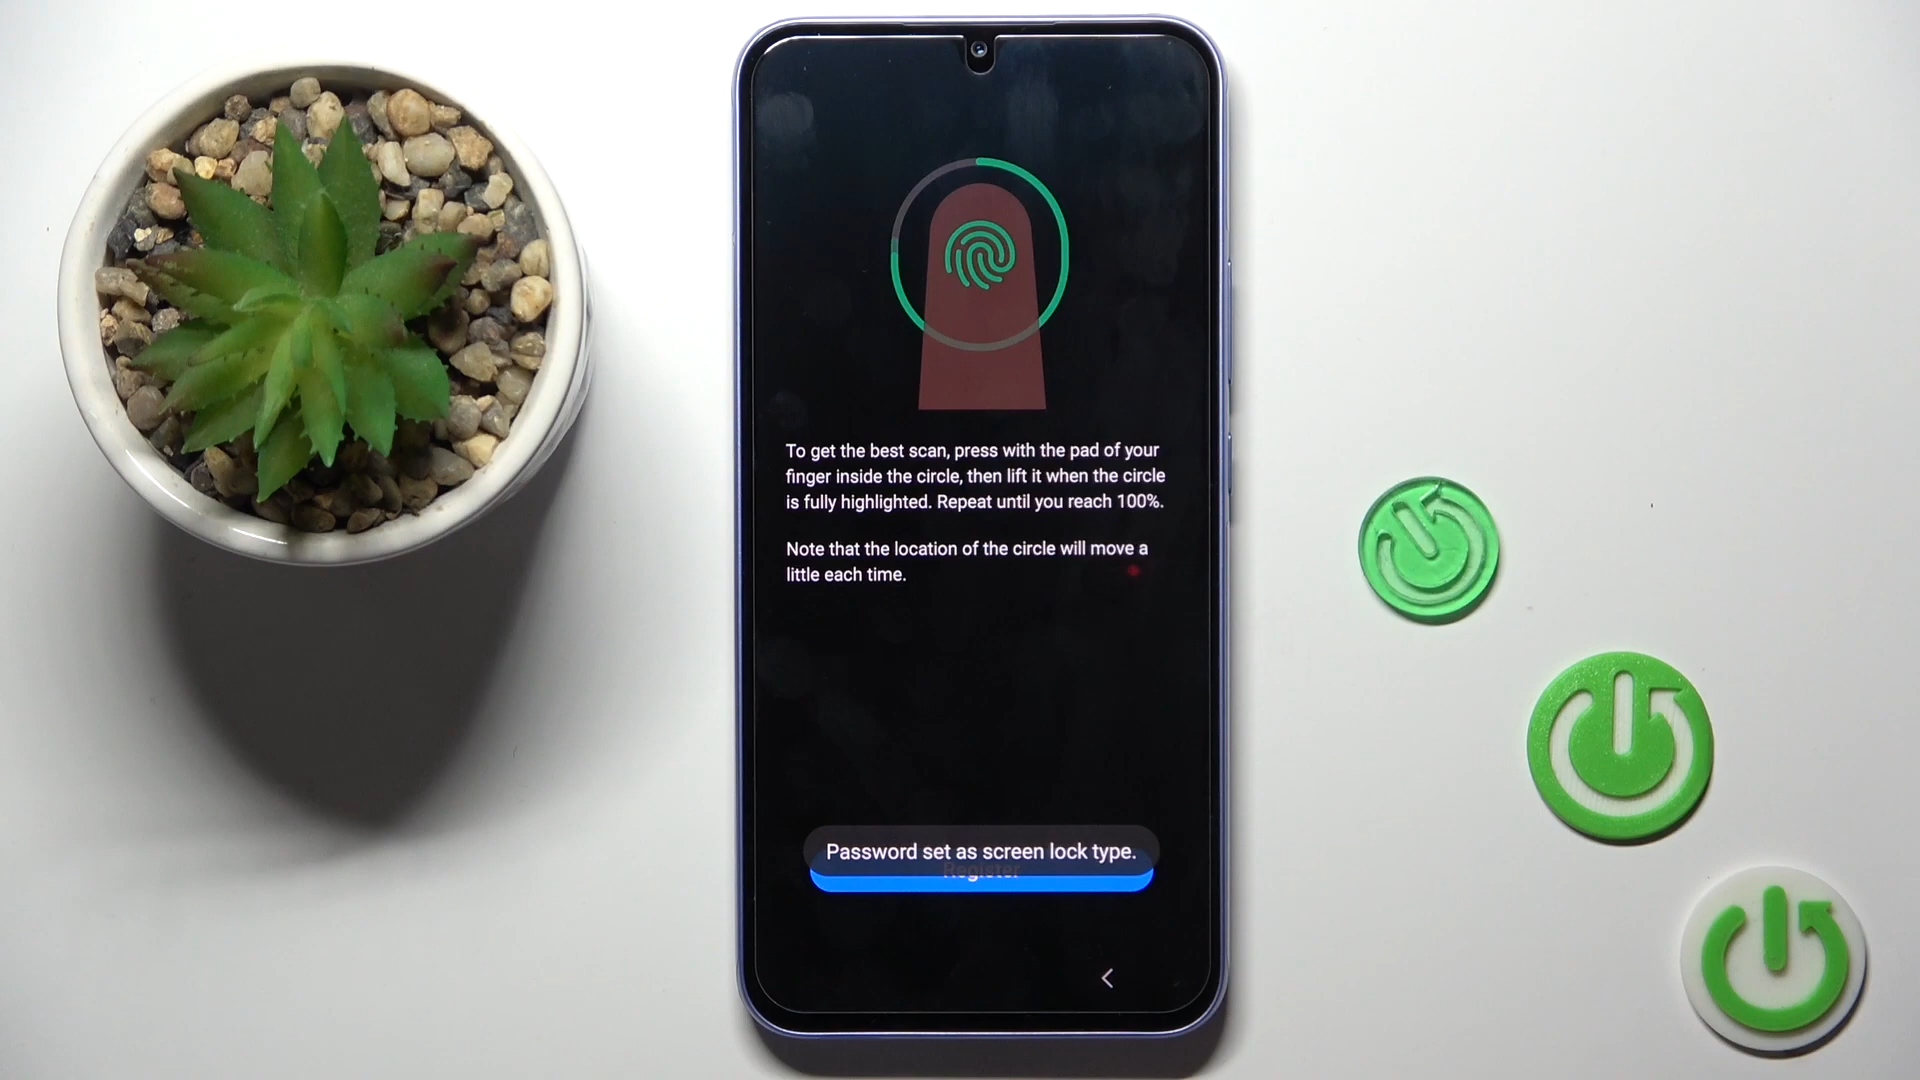 To get the best scan, press with the pad of your
finger inside the circle, then lift it when the circle
is fully highlighted. Repeat until you reach 100%.
Note that the location of the circle will move a
little each time.
Password set as screen lock type.
Register